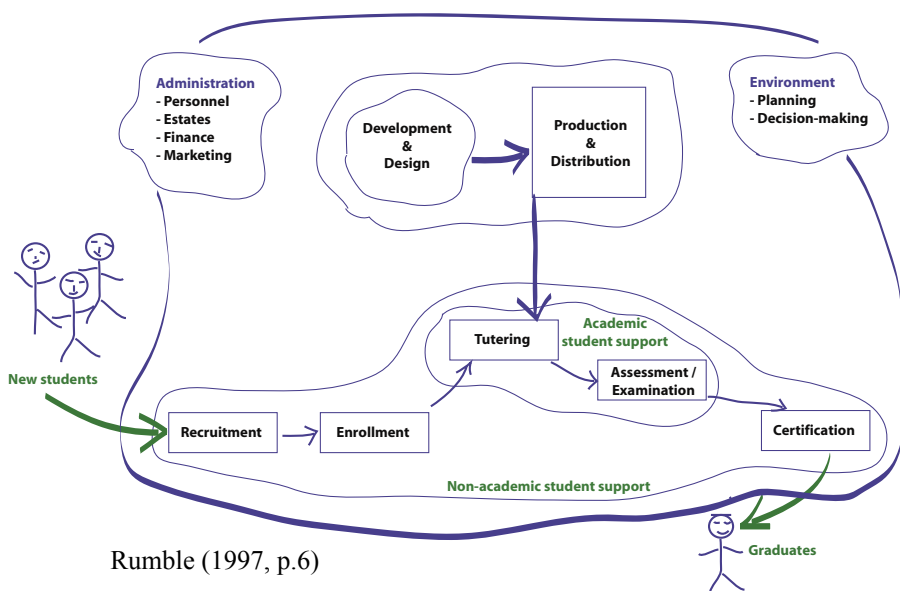 Administration
- Personnel
- Estates
- Finance
- Marketing
Development
&
Design
Production
&
Distribution
Environment
- Planning
- Decision-making
New students
Recruitment
Enrollment
Tutering
Academic
student support
Assessment /
Examination
Certification
Non-academic student support
Graduates
Rumble (1997, p.6)